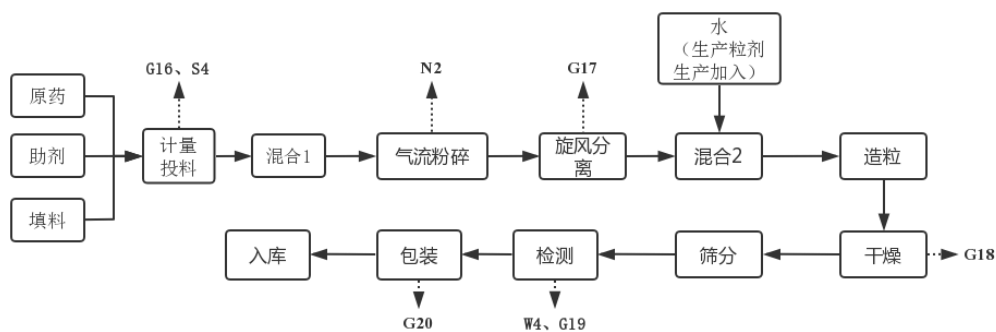 水
（生产粒剂
生产加入）
G16、S4
N2
G17
原药
助剂
填料
计量
投料
混合1
气流粉碎
旋风分
离
混合2
造粒
入库
包装
检测
筛分
干燥
G18
G20
W4、G19